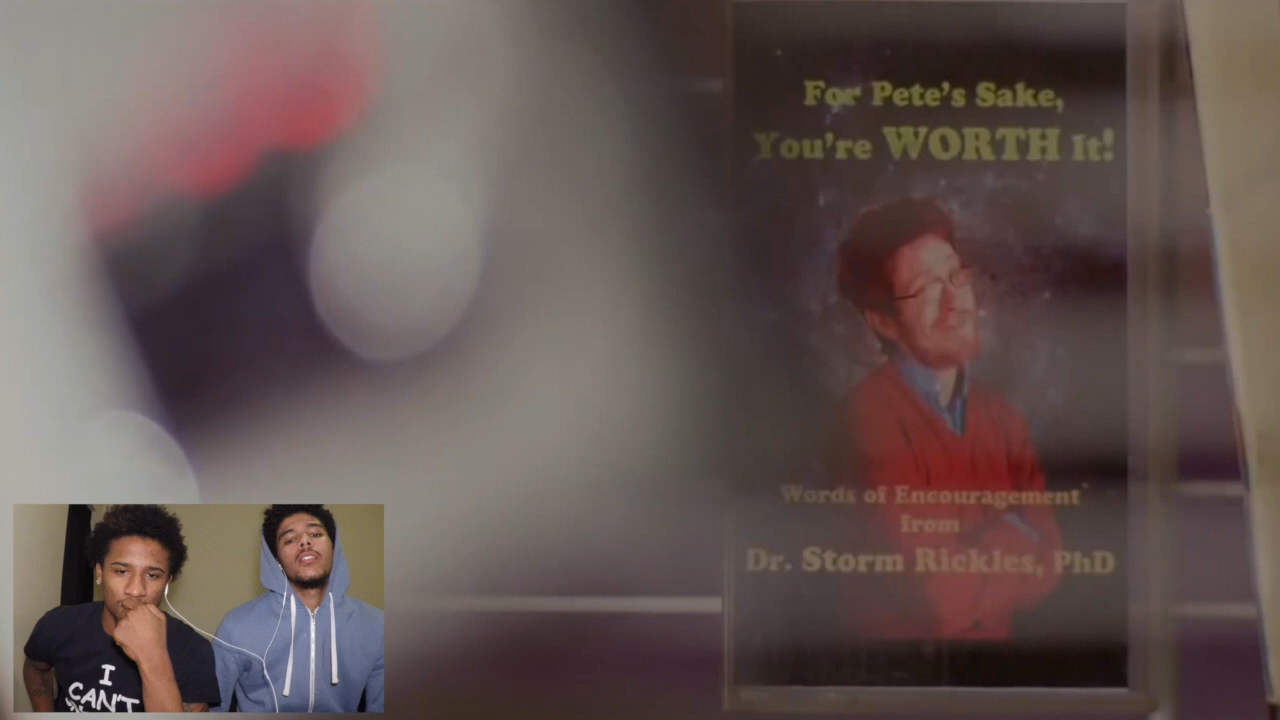 For Pete's Sake,
You're WORTH It!
Words of Encouragement
from
Dr. Storm Rickles, PhD
I
CAN'T